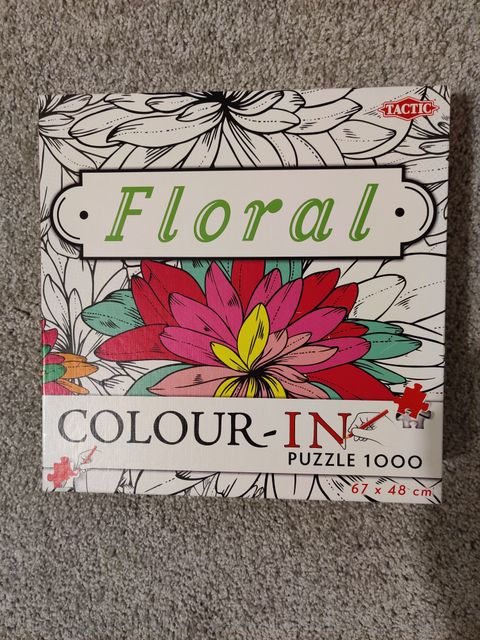 TACTIC
Floral
COLOUR-IN
PUZZLE 1000
67 x 48 cm